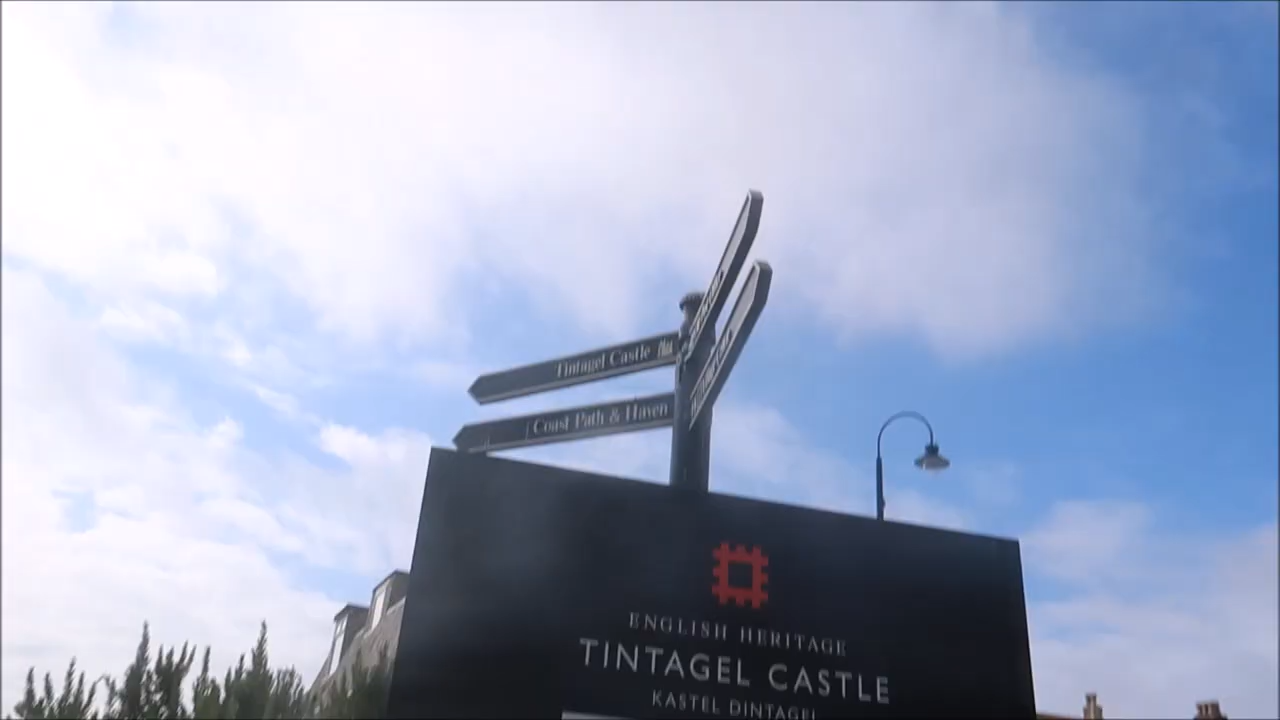 Tintagel Castle
Coast Path & Haven
ENGLISH HERITAGE
TINTAGEL CASTLE
KASTEL DINTAGEL